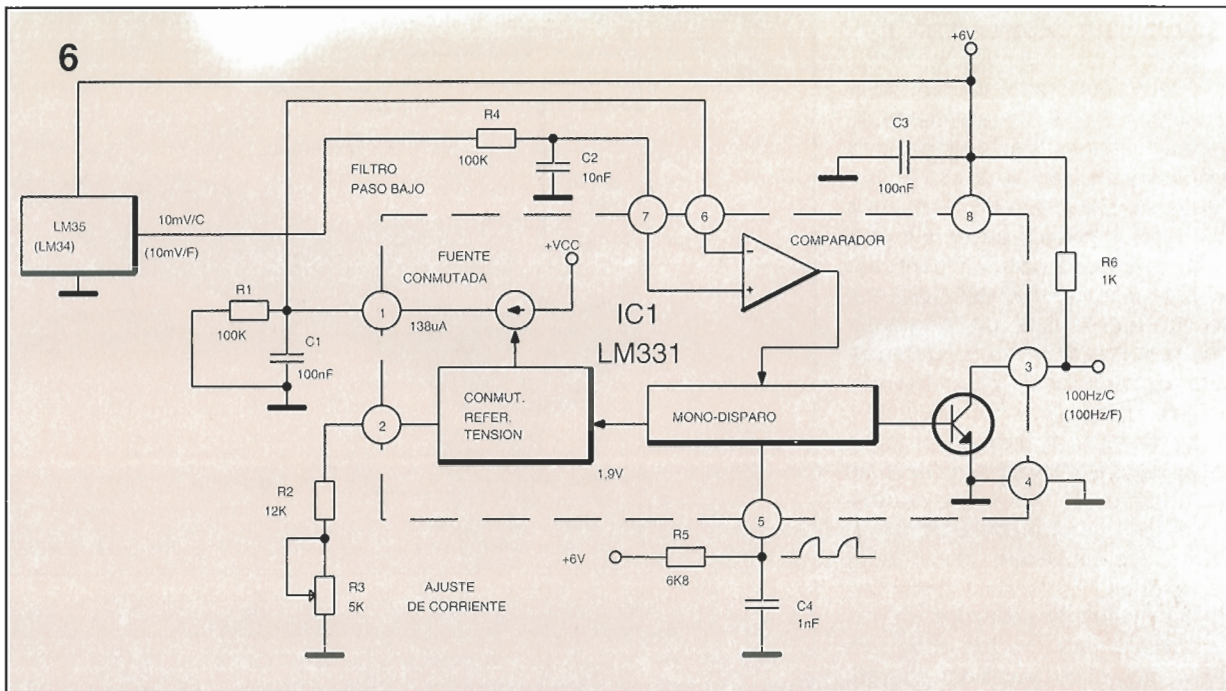 6
+6V
R4
100K
C2
10nF
C3
100nF
FILTRO
PASO BAJO
LM35
(LM34)
10mV/C
(10mV/F)
7
6
8
COMPARADOR
+VCC
FUENTE
CONMUTADA
R6
1K
R1
100K
C1
100nF
1
138uA
IC1
LM331
-
+
CONMUT.
REFER.
TENSION
MONO-DISPARO
3
100Hz/C
(100Hz/F)
2
1,9V
4
R2
12K
5
R5
+6V
6K8
R3
5K
AJUSTE
DE CORRIENTE
C4
1nF